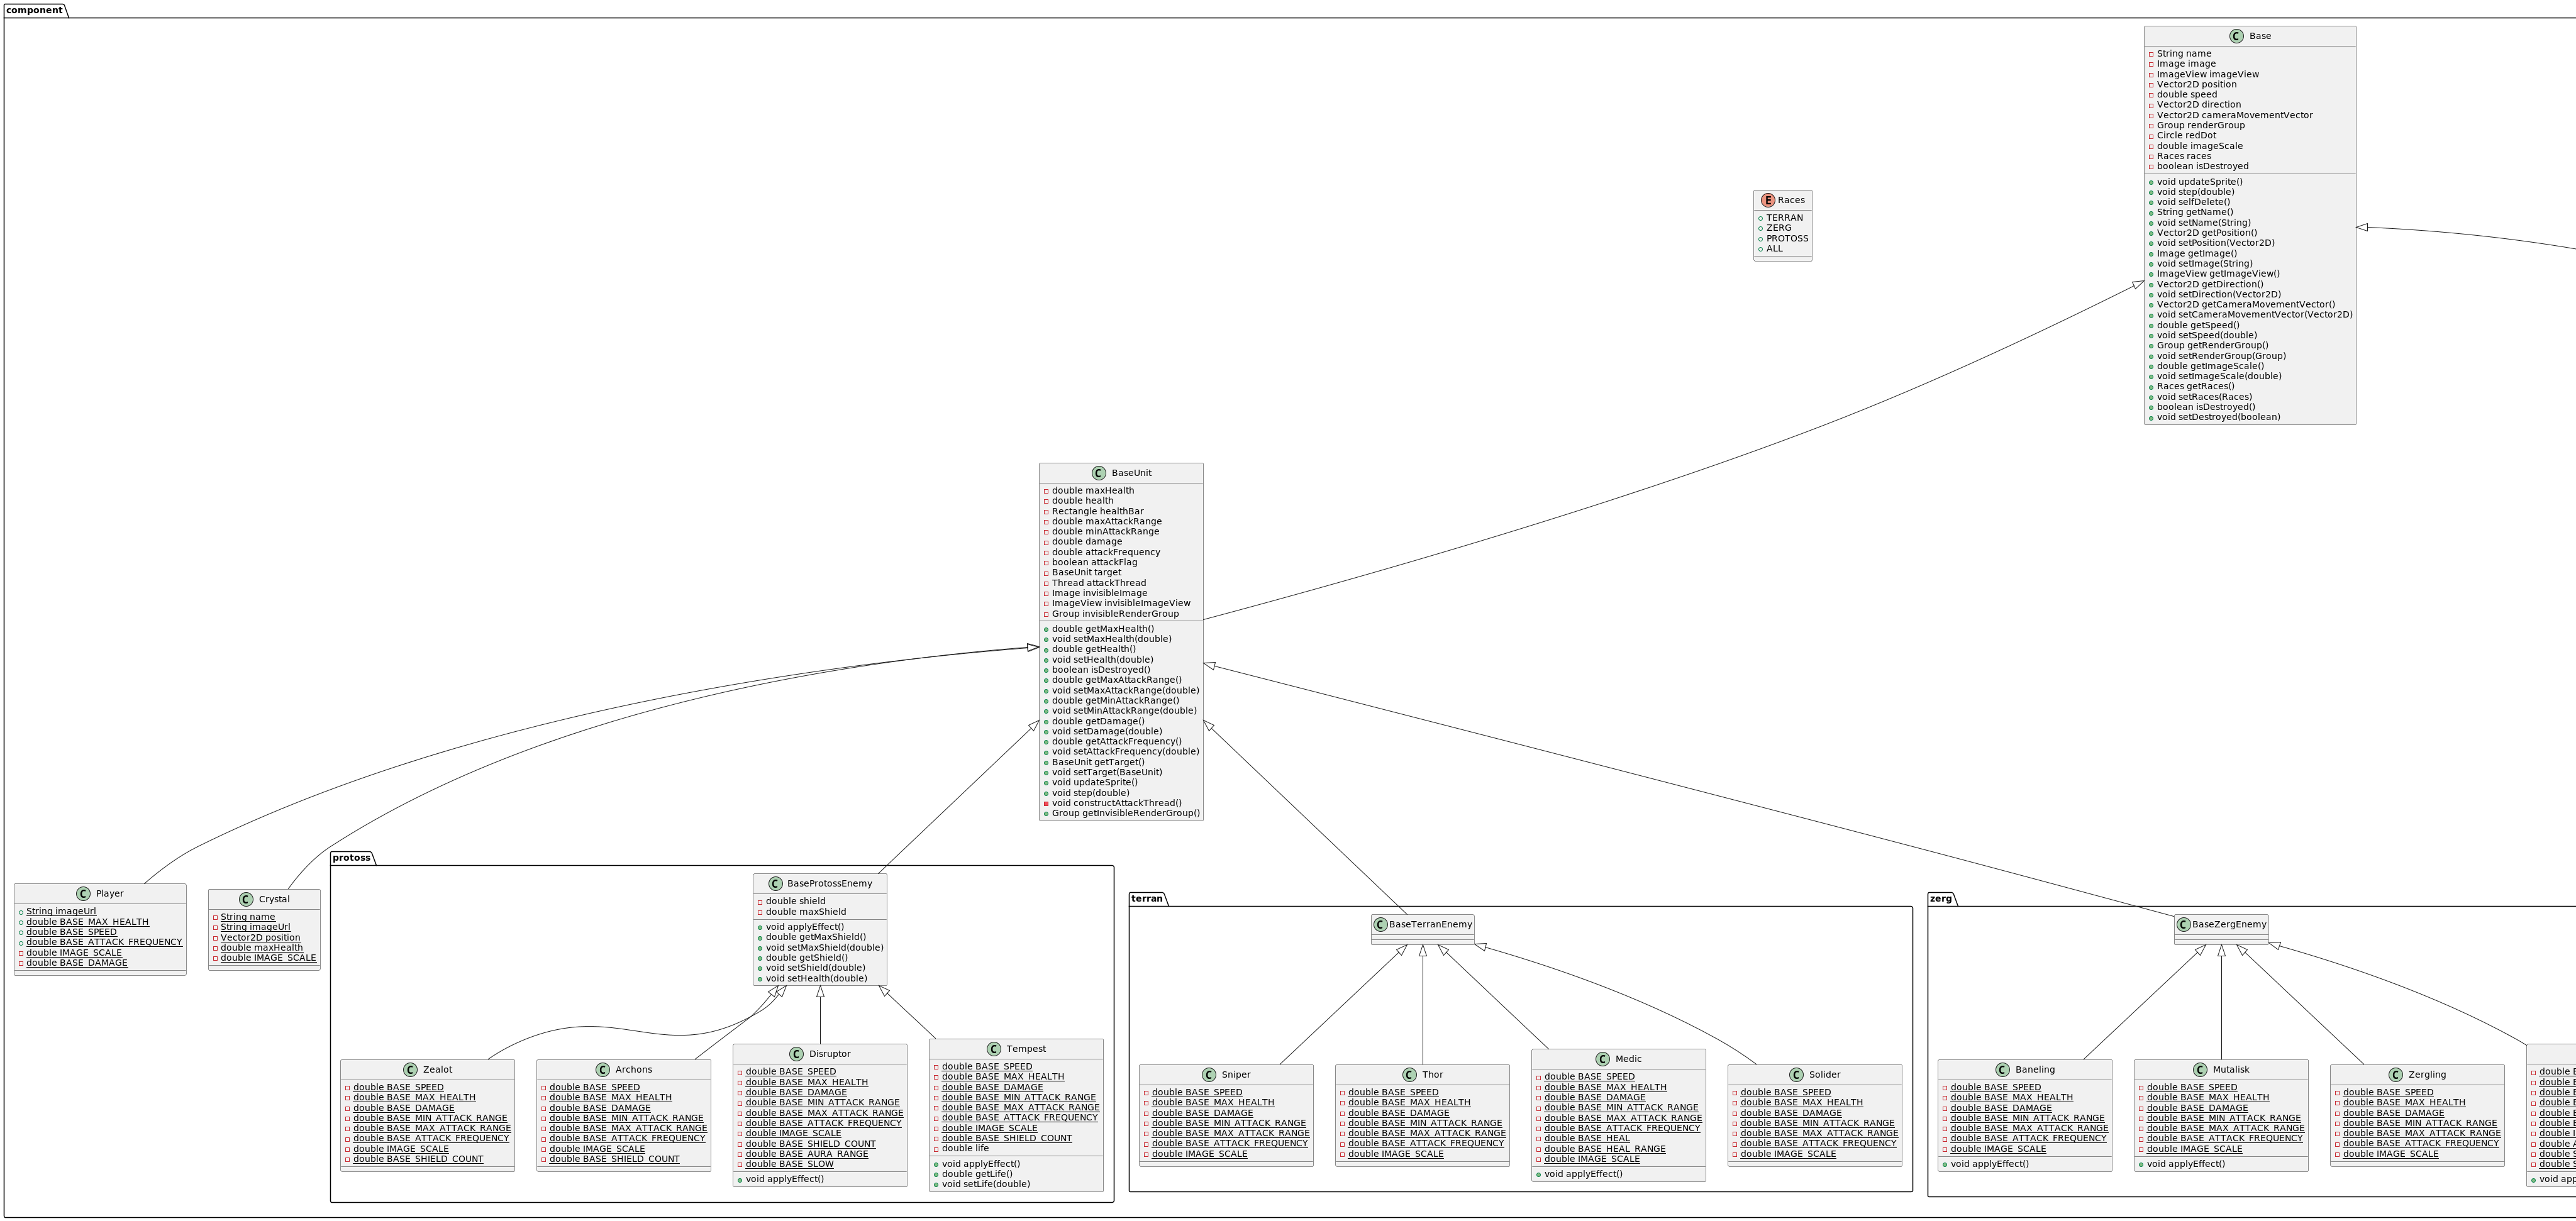 component
Base
String name
Image image
ImageView imageView
Vector2D position
double speed
Vector2D direction
Vector2D cameraMovementVector
Group renderGroup
Circle redDot
double imageScale
Races races
boolean isDestroyed
void updateSprite()
void step(double)
void selfDelete()
String getName()
void setName(String)
Vector2D getPosition()
void setPosition(Vector2D)
Image getImage()
void setImage(String)
ImageView getImageView()
Vector2D getDirection()
void setDirection(Vector2D)
Vector2D getCameraMovementVector()
void setCameraMovementVector(Vector2D)
double getSpeed()
void setSpeed(double)
Group getRenderGroup()
void setRenderGroup(Group)
double getImageScale()
void setImageScale(double)
Races getRaces()
void setRaces(Races)
boolean isDestroyed()
void setDestroyed(boolean)
Races
TERRAN
ZERG
PROTOSS
ALL
BaseUnit
double maxHealth
double health
Rectangle healthBar
double maxAttackRange
double minAttackRange
double damage
double attackFrequency
boolean attackFlag
BaseUnit target
Thread attackThread
Image invisibleImage
ImageView invisibleImageView
Group invisibleRenderGroup
double getMaxHealth()
void setMaxHealth(double)
double getHealth()
void setHealth(double)
boolean isDestroyed()
double getMaxAttackRange()
void setMaxAttackRange(double)
double getMinAttackRange()
void setMinAttackRange(double)
double getDamage()
void setDamage(double)
double getAttackFrequency()
void setAttackFrequency(double)
BaseUnit getTarget()
void setTarget(BaseUnit)
void updateSprite()
void step(double)
void constructAttackThread()
Group getInvisibleRenderGroup()
Player
String imageUrl
double BASE_MAX_HEALTH
double BASE_SPEED
double BASE_ATTACK_FREQUENCY
double IMAGE_SCALE
double BASE_DAMAGE
Crystal
String name
String imageUrl
Vector2D position
double maxHealth
double IMAGE_SCALE
protoss
BaseProtossEnemy
double shield
double maxShield
void applyEffect()
double getMaxShield()
void setMaxShield(double)
double getShield()
void setShield(double)
void setHealth(double)
Zealot
double BASE_SPEED
double BASE_MAX_HEALTH
double BASE_DAMAGE
double BASE_MIN_ATTACK_RANGE
double BASE_MAX_ATTACK_RANGE
double BASE_ATTACK_FREQUENCY
double IMAGE_SCALE
double BASE_SHIELD_COUNT
Archons
double BASE_SPEED
double BASE_MAX_HEALTH
double BASE_DAMAGE
double BASE_MIN_ATTACK_RANGE
double BASE_MAX_ATTACK_RANGE
double BASE_ATTACK_FREQUENCY
double IMAGE_SCALE
double BASE_SHIELD_COUNT
Disruptor
double BASE_SPEED
double BASE_MAX_HEALTH
double BASE_DAMAGE
double BASE_MIN_ATTACK_RANGE
double BASE_MAX_ATTACK_RANGE
double BASE_ATTACK_FREQUENCY
double IMAGE_SCALE
double BASE_SHIELD_COUNT
double BASE_AURA_RANGE
double BASE_SLOW
void applyEffect()
Tempest
double BASE_SPEED
double BASE_MAX_HEALTH
double BASE_DAMAGE
double BASE_MIN_ATTACK_RANGE
double BASE_MAX_ATTACK_RANGE
double BASE_ATTACK_FREQUENCY
double IMAGE_SCALE
double BASE_SHIELD_COUNT
double life
void applyEffect()
double getLife()
void setLife(double)
terran
BaseTerranEnemy
Sniper
double BASE_SPEED
double BASE_MAX_HEALTH
double BASE_DAMAGE
double BASE_MIN_ATTACK_RANGE
double BASE_MAX_ATTACK_RANGE
double BASE_ATTACK_FREQUENCY
double IMAGE_SCALE
Thor
double BASE_SPEED
double BASE_MAX_HEALTH
double BASE_DAMAGE
double BASE_MIN_ATTACK_RANGE
double BASE_MAX_ATTACK_RANGE
double BASE_ATTACK_FREQUENCY
double IMAGE_SCALE
Medic
double BASE_SPEED
double BASE_MAX_HEALTH
double BASE_DAMAGE
double BASE_MIN_ATTACK_RANGE
double BASE_MAX_ATTACK_RANGE
double BASE_ATTACK_FREQUENCY
double BASE_HEAL
double BASE_HEAL_RANGE
double IMAGE_SCALE
void applyEffect()
Solider
double BASE_SPEED
double BASE_MAX_HEALTH
double BASE_DAMAGE
double BASE_MIN_ATTACK_RANGE
double BASE_MAX_ATTACK_RANGE
double BASE_ATTACK_FREQUENCY
double IMAGE_SCALE
zerg
BaseZergEnemy
Baneling
double BASE_SPEED
double BASE_MAX_HEALTH
double BASE_DAMAGE
double BASE_MIN_ATTACK_RANGE
double BASE_MAX_ATTACK_RANGE
double BASE_ATTACK_FREQUENCY
double IMAGE_SCALE
void applyEffect()
Mutalisk
double BASE_SPEED
double BASE_MAX_HEALTH
double BASE_DAMAGE
double BASE_MIN_ATTACK_RANGE
double BASE_MAX_ATTACK_RANGE
double BASE_ATTACK_FREQUENCY
double IMAGE_SCALE
void applyEffect()
Zergling
double BASE_SPEED
double BASE_MAX_HEALTH
double BASE_DAMAGE
double BASE_MIN_ATTACK_RANGE
double BASE_MAX_ATTACK_RANGE
double BASE_ATTACK_FREQUENCY
double IMAGE_SCALE
double
double
double
double
double
double
double
double
double
double
void